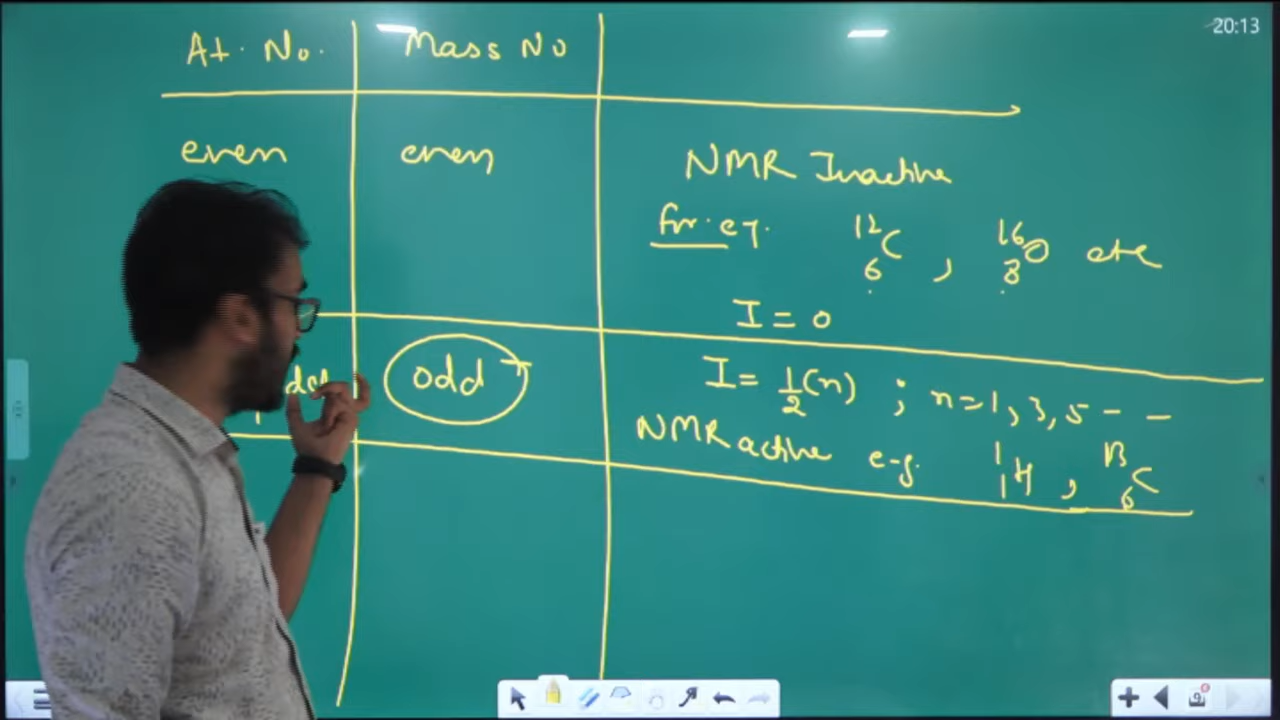 20:13
At. No. Mass No
even even NMR Inactive
for. eg. 12 6 C , 16 8 O etc
I = 0
odd I = 1/2 (n) ; n=1, 3, 5 - -
NMR active e-g. 1 1 H , 13 6 C